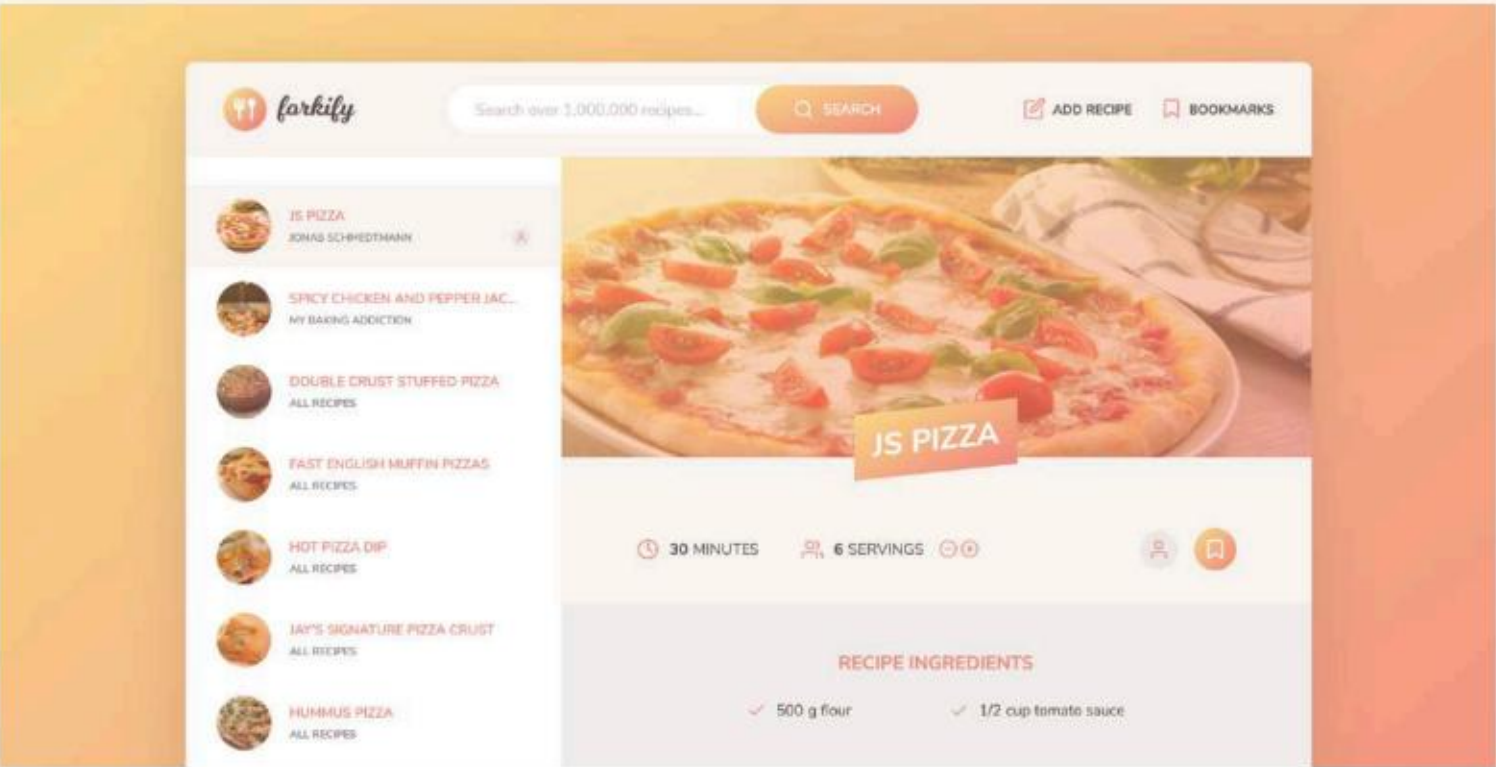 forkify
Search over 1,000,000 recipes...
SEARCH
ADD RECIPE
BOOKMARKS
JS PIZZA
JONAS SCHMEDTMANN
SPICY CHICKEN AND PEPPER JAC...
MY BAKING ADDICTION
DOUBLE CRUST STUFFED PIZZA
ALL RECIPES
FAST ENGLISH MUFFIN PIZZAS
ALL RECIPES
HOT PIZZA DIP
ALL RECIPES
JAY'S SIGNATURE PIZZA CRUST
ALL RECIPES
HUMMUS PIZZA
ALL RECIPES
JS PIZZA
30 MINUTES
6 SERVINGS
RECIPE INGREDIENTS
500 g flour
1/2 cup tomato sauce